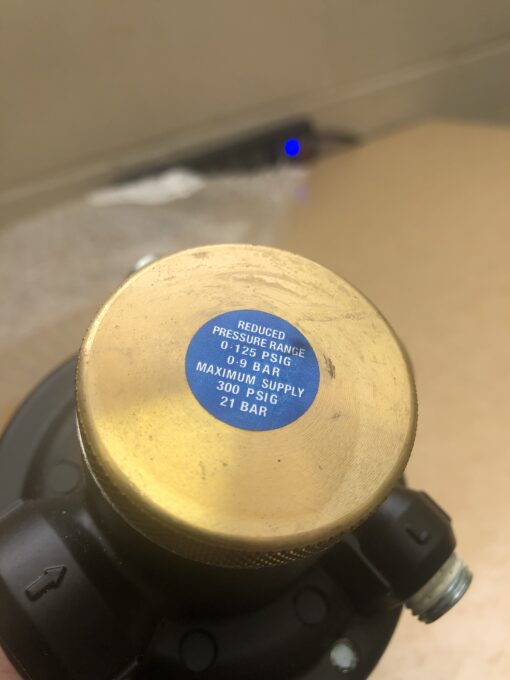 REDUCED
PRESSURE RANGE
0-125 PSIG
0-9 BAR
MAXIMUM SUPPLY
300 PSIG
21 BAR
L